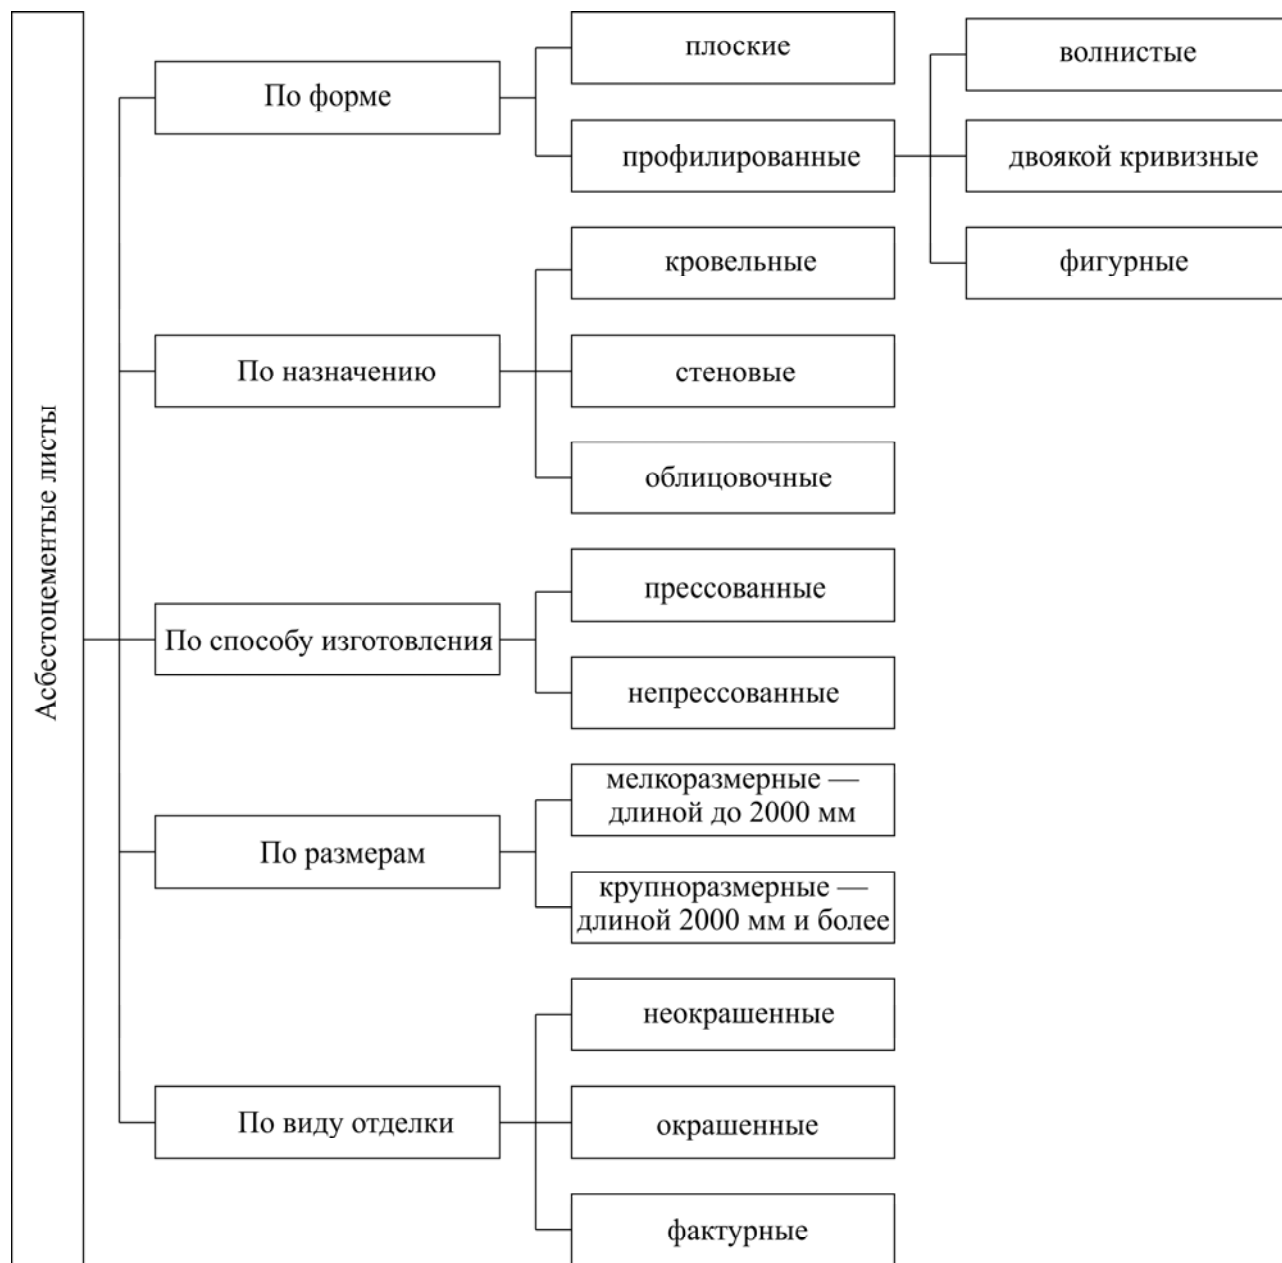 Асбестоцементые листы
По форме
плоские
профилированные
волнистые
двоякой кривизные
фигурные
По назначению
кровельные
стеновые
облицовочные
По способу изготовления
прессованные
непрессованные
По размерам
мелкоразмерные —
длиной до 2000 мм
крупноразмерные —
длиной 2000 мм и более
По виду отделки
неокрашенные
окрашенные
фактурные